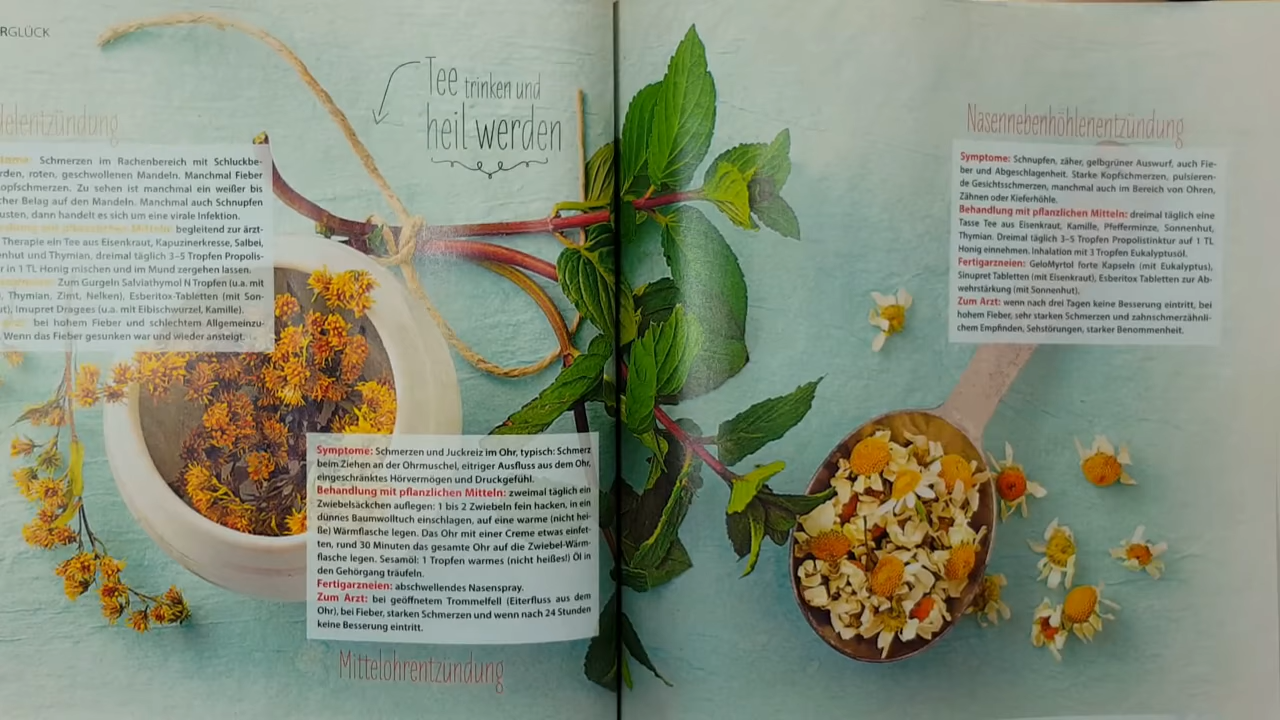 RGLÜCK
Tee trinken und
heil werden
delentzündung
Schmerzen im Rachenbereich mit Schluckbe-
rden, roten, geschwollenen Mandeln. Manchmal Fieber
opfschmerzen. Zu sehen ist manchmal ein weißer bis
cher Belag auf den Mandeln. Manchmal auch Schnupfen
usten, dann handelt es sich um eine virale Infektion.
mit pflanzlichen Mitteln: begleitend zur ärzt-
Therapie ein Tee aus Eisenkraut, Kapuzinerkresse, Salbei,
nhut und Thymian. dreimal täglich 3–5 Tropfen Propolis-
r in 1 TL Honig mischen und im Mund zergehen lassen.
Zum Gurgeln Salviathymol N Tropfen (u.a. mit
, Thymian, Zimt, Nelken), Esberitox-Tabletten (mit Son-
ut), Imupret Dragees (u.a. mit Eibischwurzel, Kamille).
bei hohem Fieber und schlechtem Allgemeinzu-
Wenn das Fieber gesunken war und wieder ansteigt.
Symptome: Schmerzen und Juckreiz im Ohr, typisch: Schmerz
beim Ziehen an der Ohrmuschel, eitriger Ausfluss aus dem Ohr,
eingeschränktes Hörvermögen und Druckgefühl.
Behandlung mit pflanzlichen Mitteln: zweimal täglich ein
Zwiebelsäckchen auflegen: 1 bis 2 Zwiebeln fein hacken, in ein
dünnes Baumwolltuch einschlagen, auf eine warme (nicht hei-
ße) Wärmflasche legen. Das Ohr mit einer Creme etwas einfet-
ten, rund 30 Minuten das gesamte Ohr auf die Zwiebel-Wärm-
flasche legen. Sesamöl: 1 Tropfen warmes (nicht heißes!) Öl in
den Gehörgang träufeln.
Fertigarzneien: abschwellendes Nasenspray.
Zum Arzt: bei geöffnetem Trommelfell (Eiterfluss aus dem
Ohr), bei Fieber, starken Schmerzen und wenn nach 24 Stunden
keine Besserung eintritt.
Mittelohrentzündung
Nasennebenhöhlenentzündung
Symptome: Schnupfen, zäher, gelbgrüner Auswurf, auch Fie-
ber und Abgeschlagenheit. Starke Kopfschmerzen, pulsieren-
de Gesichtsschmerzen, manchmal auch im Bereich von Ohren,
Zähnen oder Kieferhöhle.
Behandlung mit pflanzlichen Mitteln: dreimal täglich eine
Tasse Tee aus Eisenkraut, Kamille, Pfefferminze, Sonnenhut,
Thymian. Dreimal täglich 3–5 Tropfen Propolistinktur auf 1 TL
Honig einnehmen. Inhalation mit 3 Tropfen Eukalyptusöl.
Fertigarzneien: GeloMyrtol forte Kapseln (mit Eukalyptus),
Sinupret Tabletten (mit Eisenkraut), Esberitox Tabletten zur Ab-
wehrstärkung (mit Sonnenhut).
Zum Arzt: wenn nach drei Tagen keine Besserung eintritt, bei
hohem Fieber, sehr starken Schmerzen und zahnschmerzähnli-
chem Empfinden, Sehstörungen, starker Benommenheit.